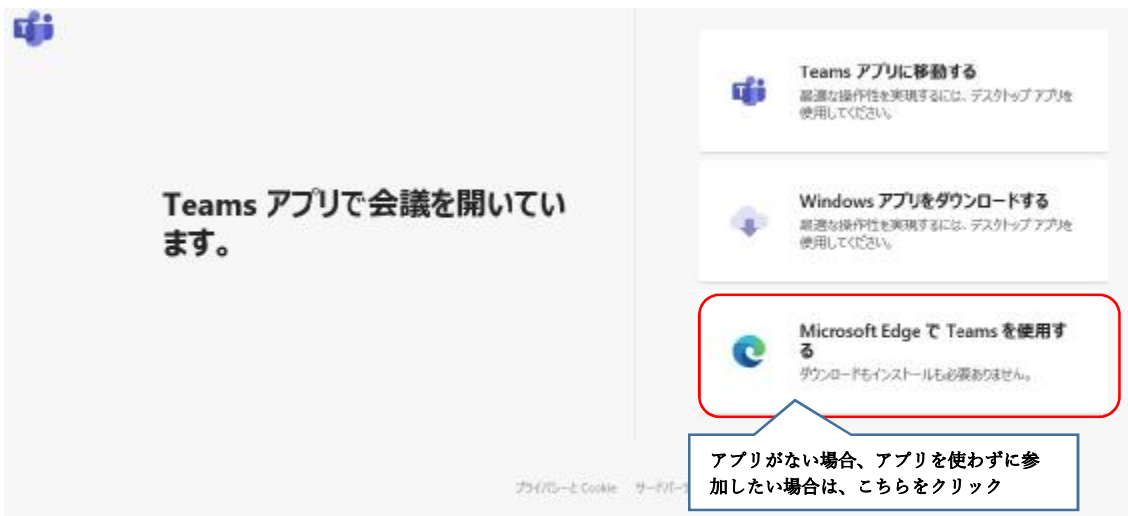 Teams アプリで会議を開いてい
ます。
Teams アプリに移動する
最適な操作性を実現するには、デスクトップ アプリを
使用してください。
Windows アプリをダウンロードする
最適な操作性を実現するには、デスクトップ アプリを
使用してください。
Microsoft Edge で Teams を使用す
る
ダウンロードもインストールも必要ありません。
アプリがない場合、アプリを使わずに参
加したい場合は、こちらをクリック
プライバシーと Cookie サードパー